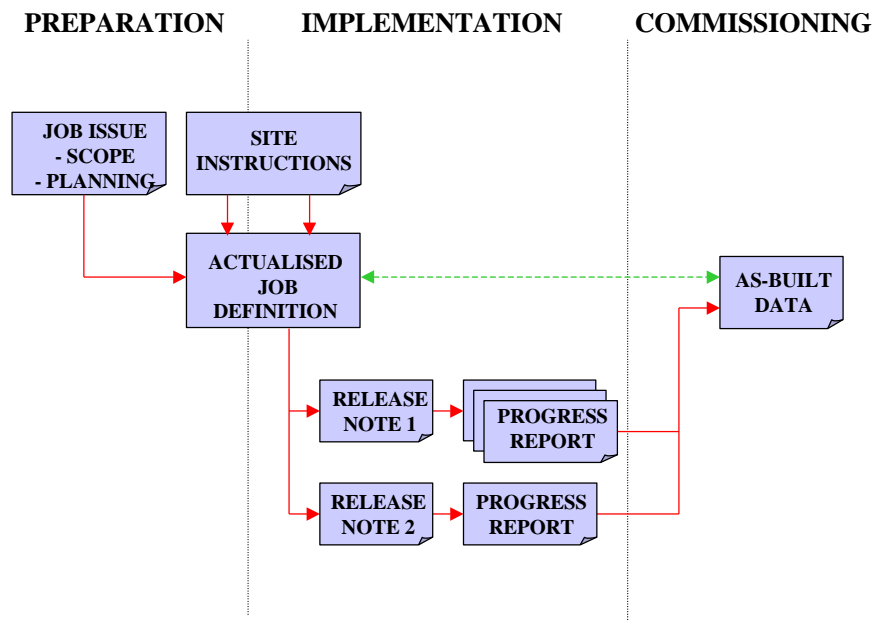 PREPARATION
IMPLEMENTATION
COMMISSIONING
JOB ISSUE
- SCOPE
- PLANNING
SITE
INSTRUCTIONS
ACTUALISED
JOB
DEFINITION
AS-BUILT
DATA
RELEASE
NOTE 1
PROGRESS
REPORT
RELEASE
NOTE 2
PROGRESS
REPORT